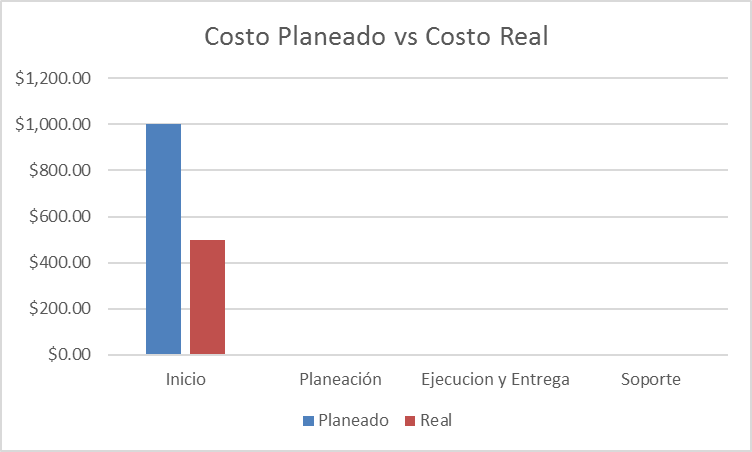 Costo Planeado vs Costo Real
$1,200.00
$1,000.00
$800.00
$600.00
$400.00
$200.00
$0.00
Inicio Planeación Ejecucion y Entrega Soporte
Planeado Real